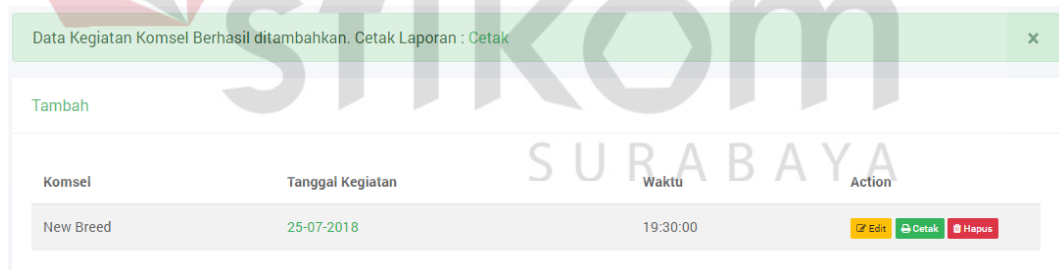 stikom
Data Kegiatan Komsel Berhasil ditambahkan. Cetak Laporan : Cetak ×
Tambah
SURABAYA
Komsel Tanggal Kegiatan Waktu Action
New Breed 25-07-2018 19:30:00 Edit Cetak Hapus